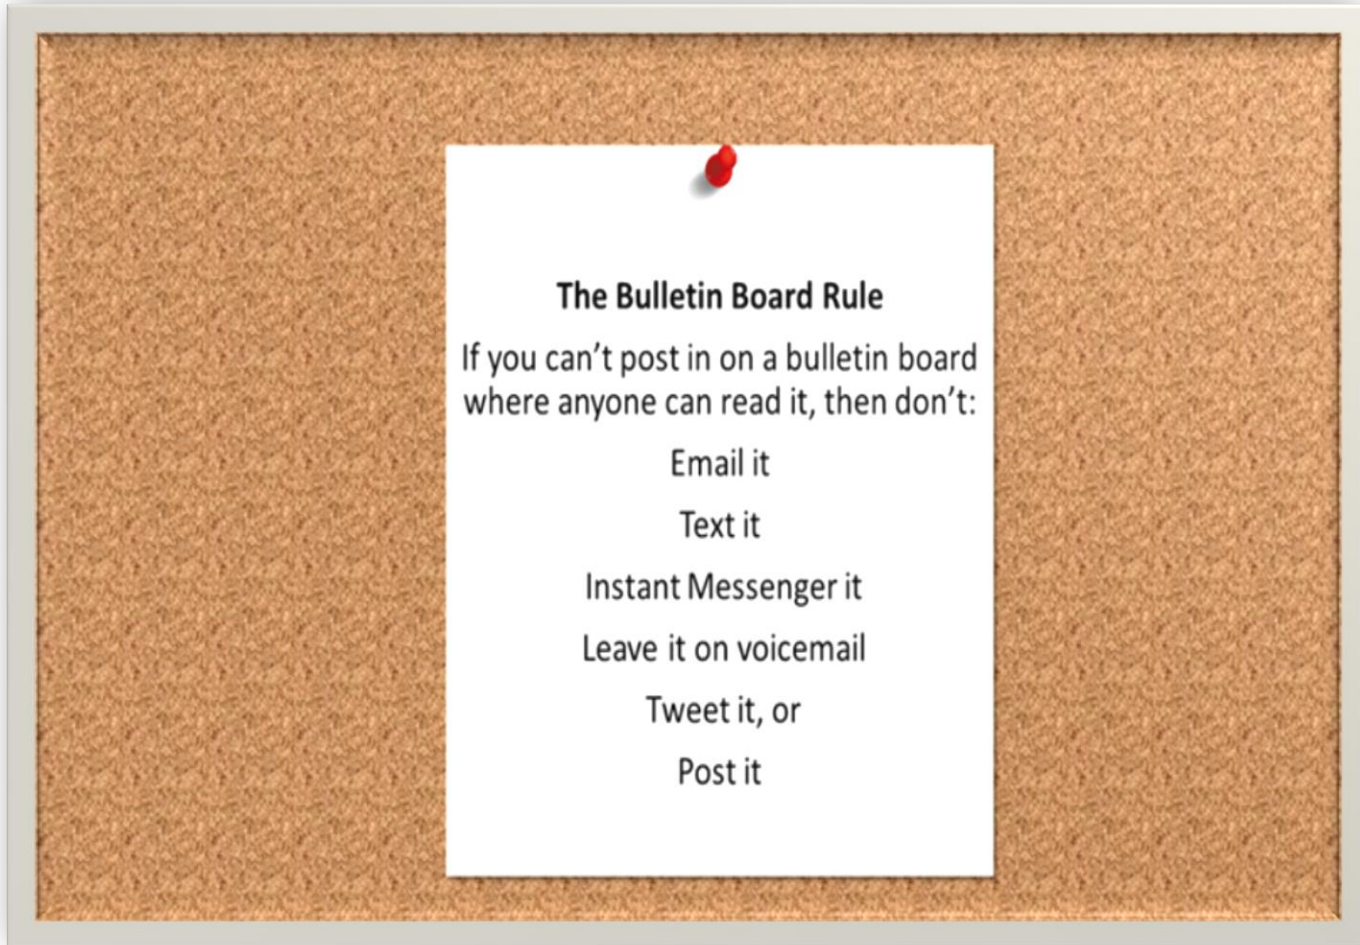 The Bulletin Board Rule
If you can’t post in on a bulletin board
where anyone can read it, then don’t:
Email it
Text it
Instant Messenger it
Leave it on voicemail
Tweet it, or
Post it